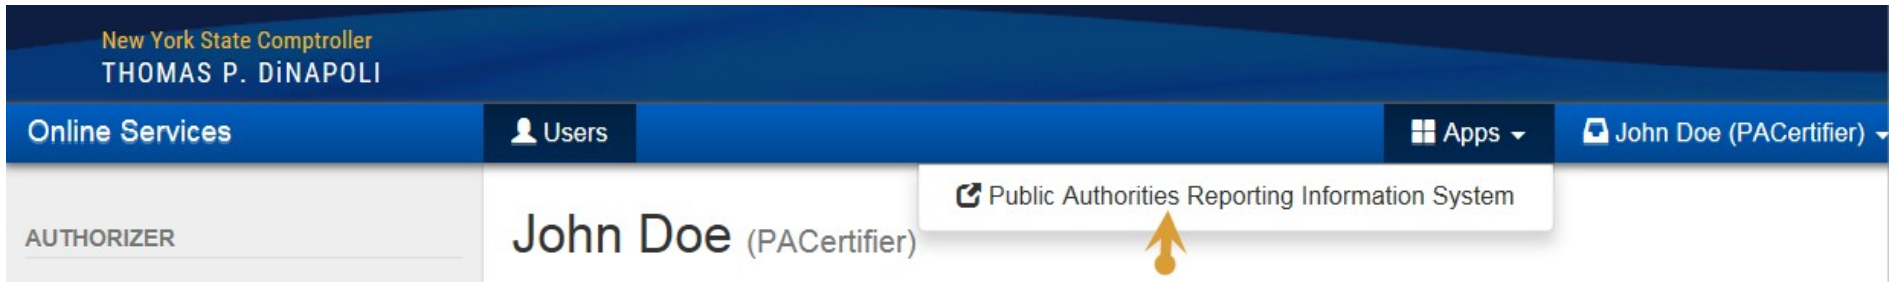 New York State Comptroller
THOMAS P. DiNAPOLI
Online Services
Users
Apps
John Doe (PACertifier)
Public Authorities Reporting Information System
AUTHORIZER
John Doe (PACertifier)